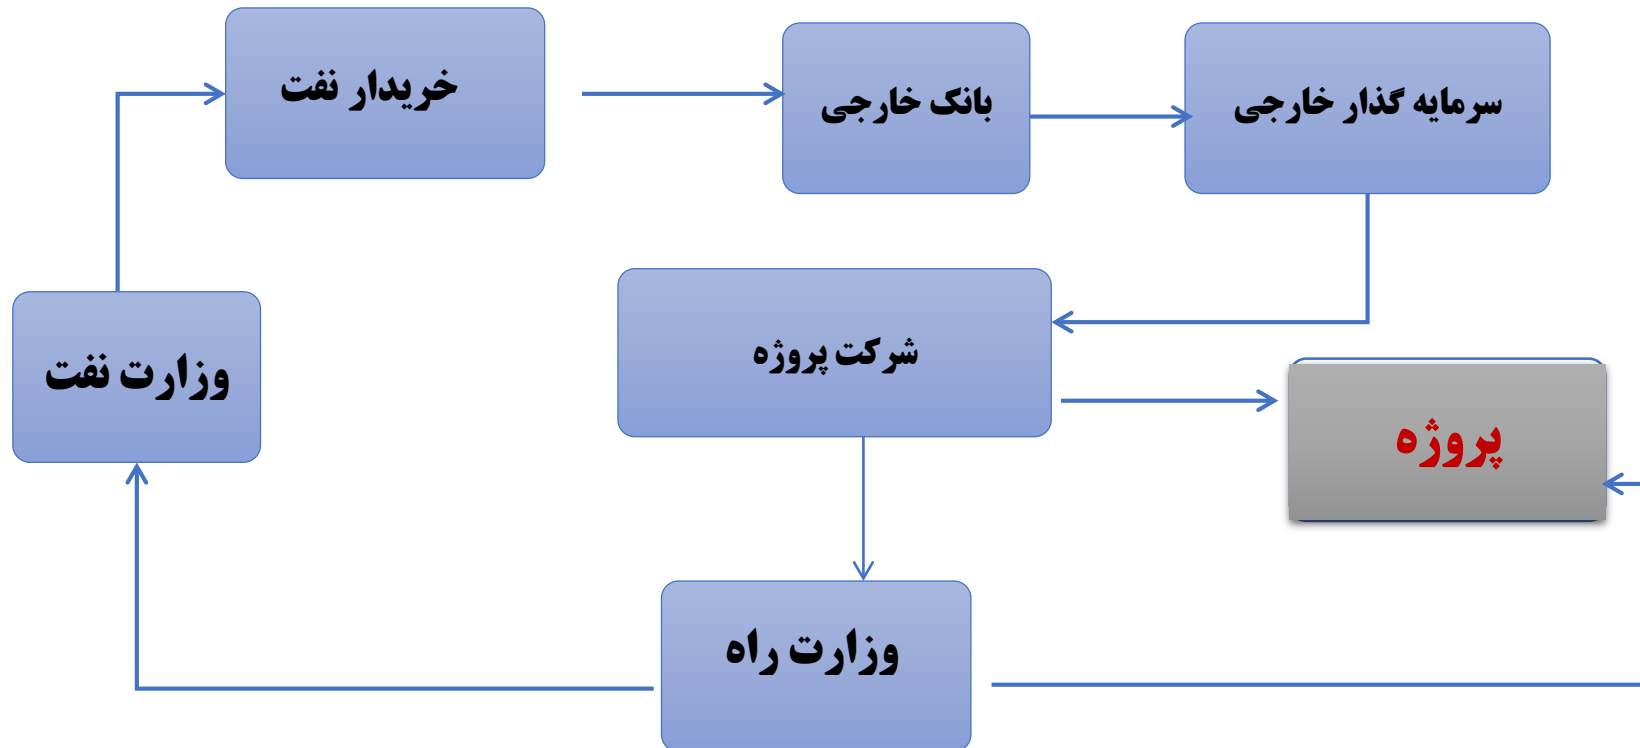 سرمایه گذار خارجی
بانک خارجی
خریدار نفت
شرکت پروژه
وزارت نفت
پروژه
وزارت راه